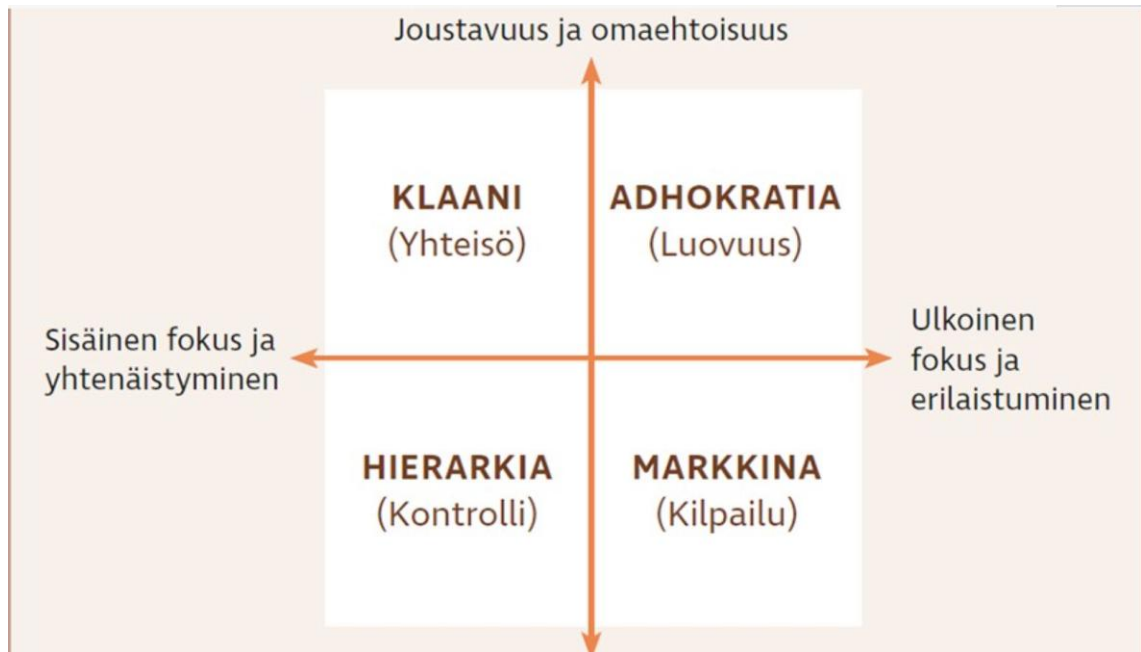 Joustavuus ja omaehtoisuus
KLAANI
(Yhteisö)
ADHOKRATIA
(Luovuus)
Sisäinen fokus ja
yhtenäistyminen
Ulkoinen
fokus ja
erilaistuminen
HIERARKIA
(Kontrolli)
MARKKINA
(Kilpailu)